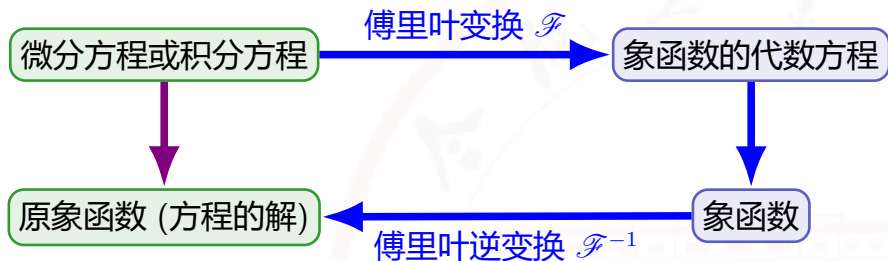 傅里叶变换 ℱ
微分方程或积分方程
象函数的代数方程
原象函数 (方程的解)
象函数
傅里叶逆变换 ℱ⁻¹